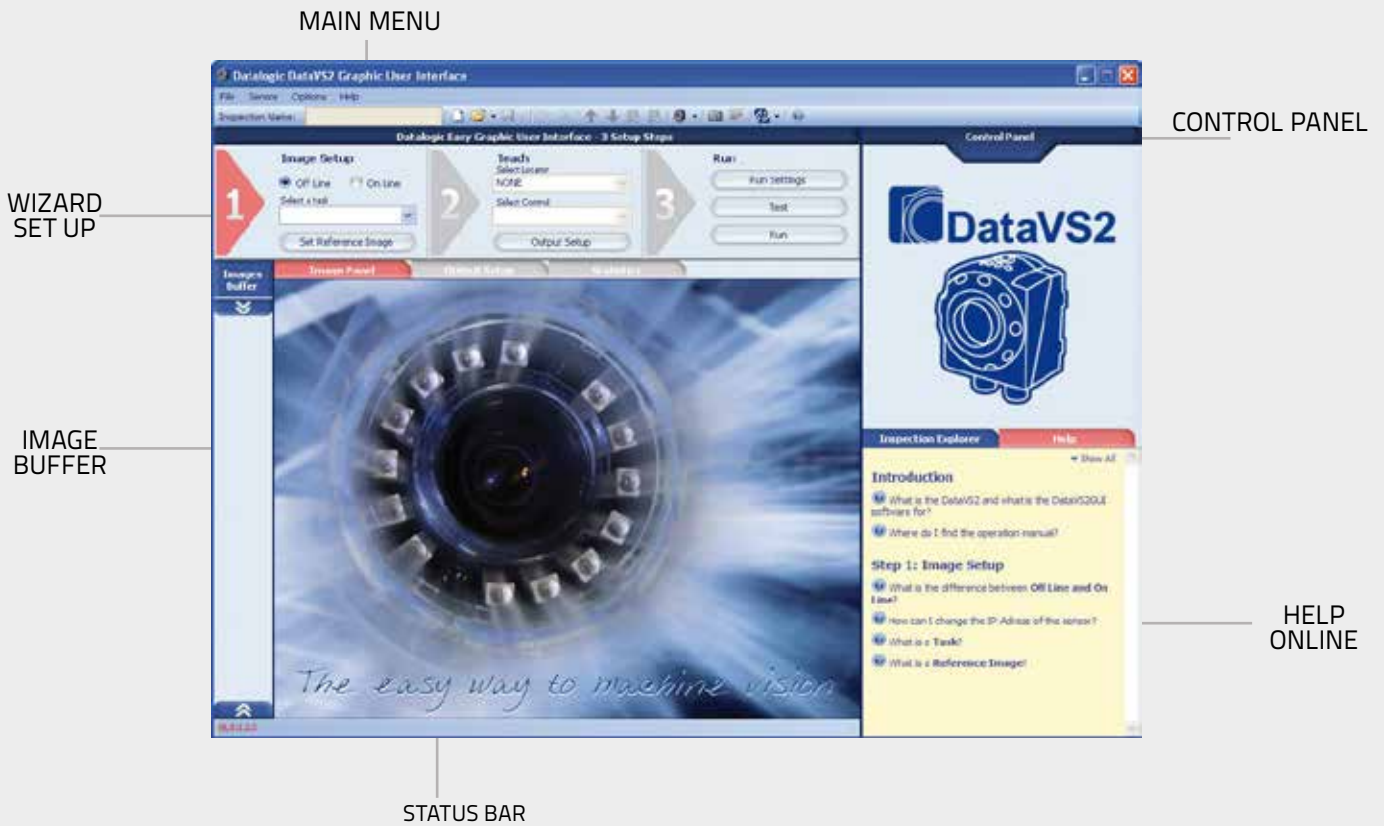 MAIN MENU
Datalogic DataVS2 Graphic User Interface
File Sensor Options Help
Inspection Name:
Datalogic Easy Graphic User Interface - 3 Setup Steps
Control Panel
CONTROL PANEL
WIZARD
SET UP
1
Image Setup
Off Line On Line
Select a task
Set Reference Image
2
Teach
Select Locator
NONE
Select Control
Output Setup
3
Run
Run Settings
Test
Run
DataVS2
Images
Buffer
Image Panel
Output Setup
Statistics
IMAGE
BUFFER
The easy way to machine vision
Inspection Explorer
Help
Show All
Introduction
What is the DataVS2 and what is the DataVS2GUI
software for?
Where do I find the operation manual?
Step 1: Image Setup
What is the difference between Off Line and On
Line?
How can I change the IP-Adress of the sensor?
What is a Task?
What is a Reference Image?
HELP
ONLINE
STATUS BAR